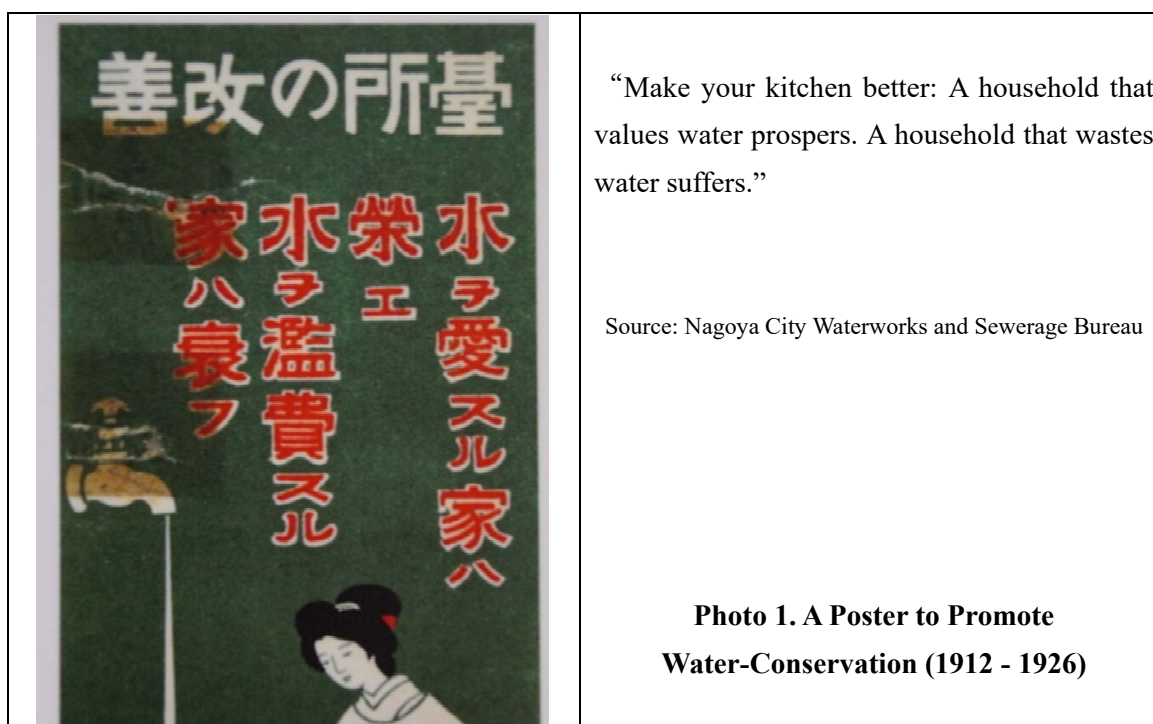 臺所の改善
水ヲ愛スル家ハ
栄エ
水ヲ濫費スル
家ハ衰フ
“Make your kitchen better: A household that
values water prospers. A household that wastes
water suffers.”
Source: Nagoya City Waterworks and Sewerage Bureau
Photo 1. A Poster to Promote
Water-Conservation (1912 - 1926)